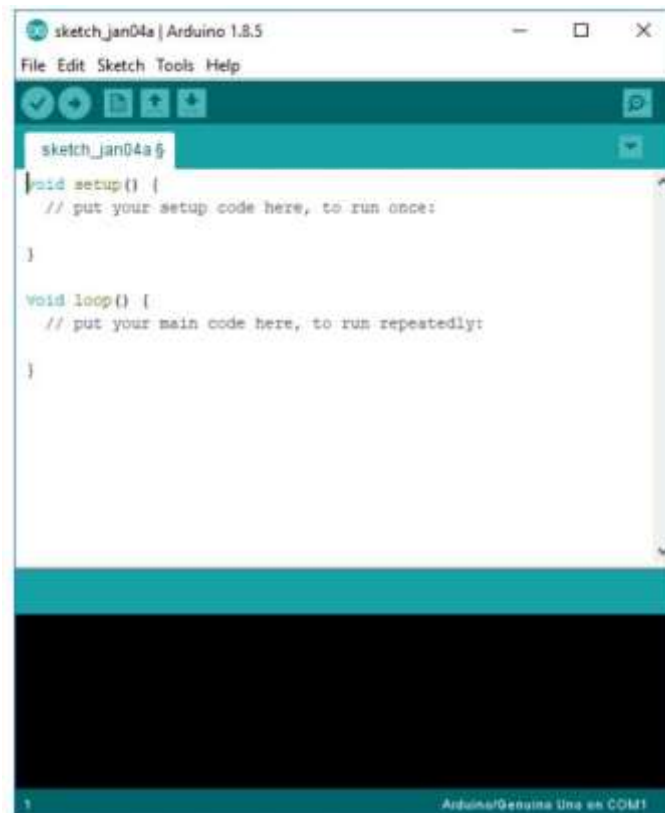 sketch_jan04a | Arduino 1.8.5
File Edit Sketch Tools Help
sketch_jan04a §
void setup() {
  // put your setup code here, to run once:
}
void loop() {
  // put your main code here, to run repeatedly:
}
1
Arduino/Genuino Uno on COM1